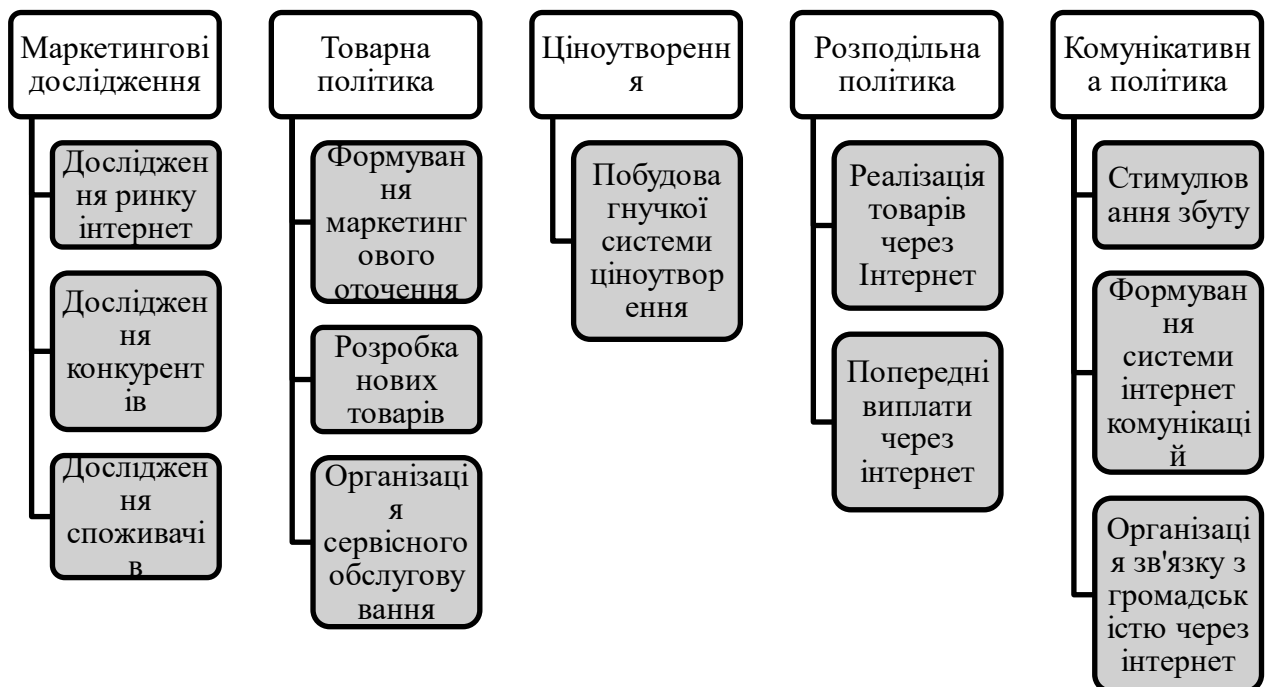 Маркетингові
дослідження
Дослiджен
ня ринку
інтернет
Досліджен
ня
конкурент
ів
Досліджен
ня
споживачі
в
Товарна
політика
Формуван
ня
маркетинг
ового
оточення
Розробка
нових
товарів
Організаці
я
сервісного
обслугову
вання
Ціноутворенн
я
Побудова
гнучкої
системи
ціноутвор
ення
Розподільна
політика
Реалізація
товарів
через
Інтернет
Попередні
виплати
через
інтернет
Комунікативн
а політика
Стимулюв
ання збуту
Формуван
ня
системи
інтернет
комунікаці
й
Організаці
я зв'язку з
громадськ
істю через
інтернет